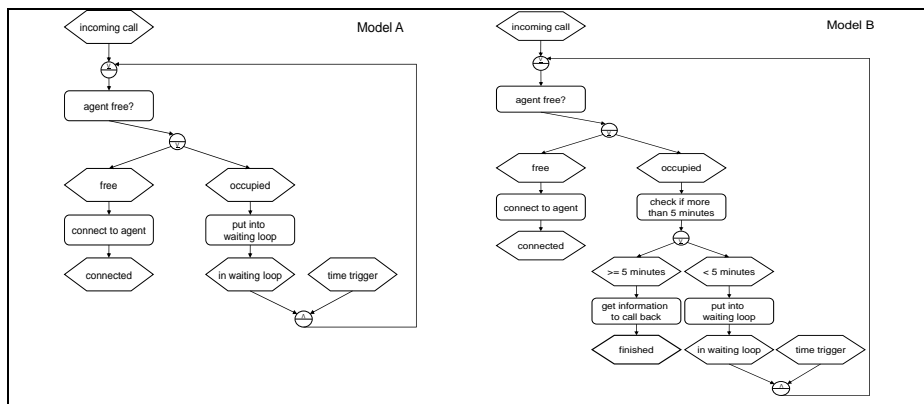 Model A
incoming call
agent free?
free
occupied
connect to agent
put into
waiting loop
connected
in waiting loop
time trigger
Model B
incoming call
agent free?
free
occupied
connect to agent
check if more
than 5 minutes
connected
>= 5 minutes
< 5 minutes
get information
to call back
put into
waiting loop
finished
in waiting loop
time trigger